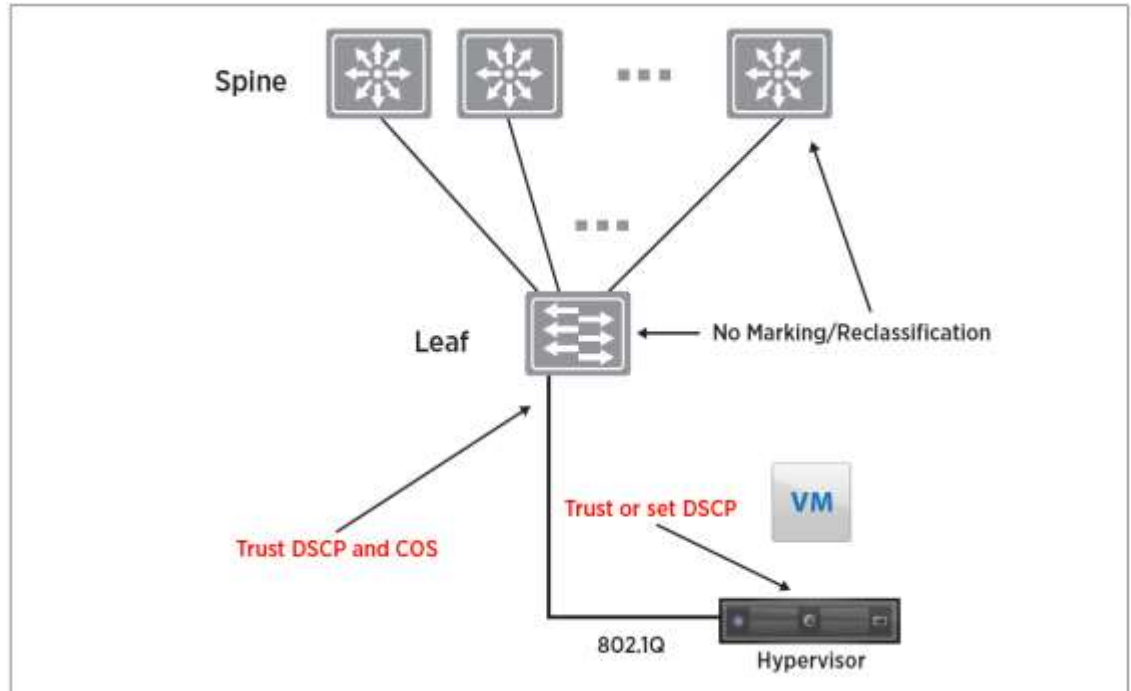 Spine
Leaf
No Marking/Reclassification
VM
Trust or set DSCP
Trust DSCP and COS
802.1Q
Hypervisor